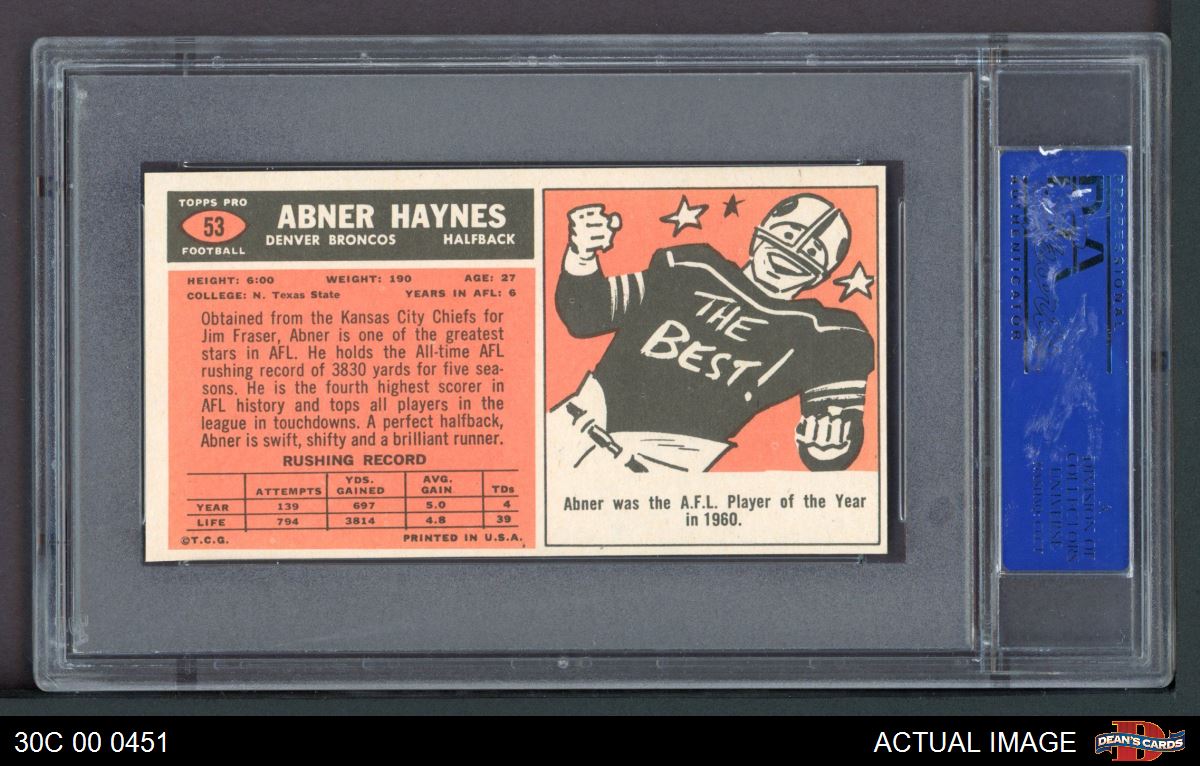 TOPPS PRO
53
FOOTBALL
ABNER HAYNES
DENVER BRONCOS HALFBACK
HEIGHT: 6:00 WEIGHT: 190 AGE: 27
COLLEGE: N. Texas State YEARS IN AFL: 6
Obtained from the Kansas City Chiefs for
Jim Fraser, Abner is one of the greatest
stars in AFL. He holds the All-time AFL
rushing record of 3830 yards for five sea-
sons. He is the fourth highest scorer in
AFL history and tops all players in the
league in touchdowns. A perfect halfback,
Abner is swift, shifty and a brilliant runner.
RUSHING RECORD
ATTEMPTS YDS. GAINED AVG. GAIN TDs
YEAR 139 697 5.0 4
LIFE 794 3814 4.8 39
©T.C.G. PRINTED IN U.S.A.
THE
BEST!
Abner was the A.F.L. Player of the Year
in 1960.
PROFESSIONAL
AUTHENTICATOR
A
DIVISION OF
COLLECTORS
UNIVERSE
30C 00 0451
ACTUAL IMAGE
D
DEAN'S CARDS